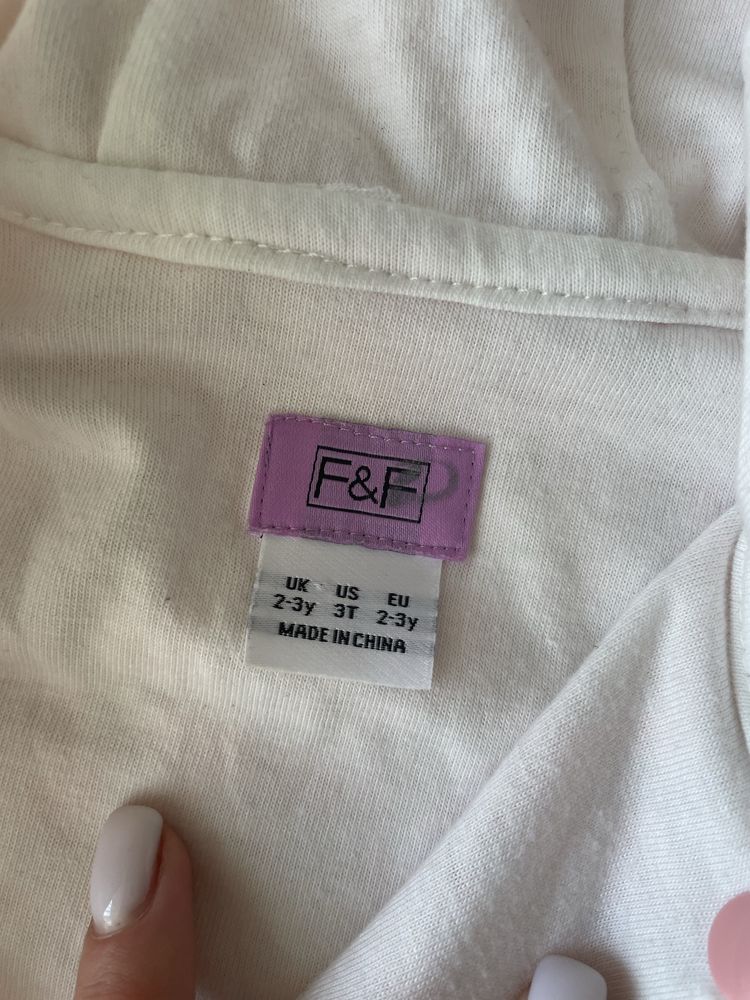 F&F
UK US EU
2-3y 3T 2-3y
MADE IN CHINA